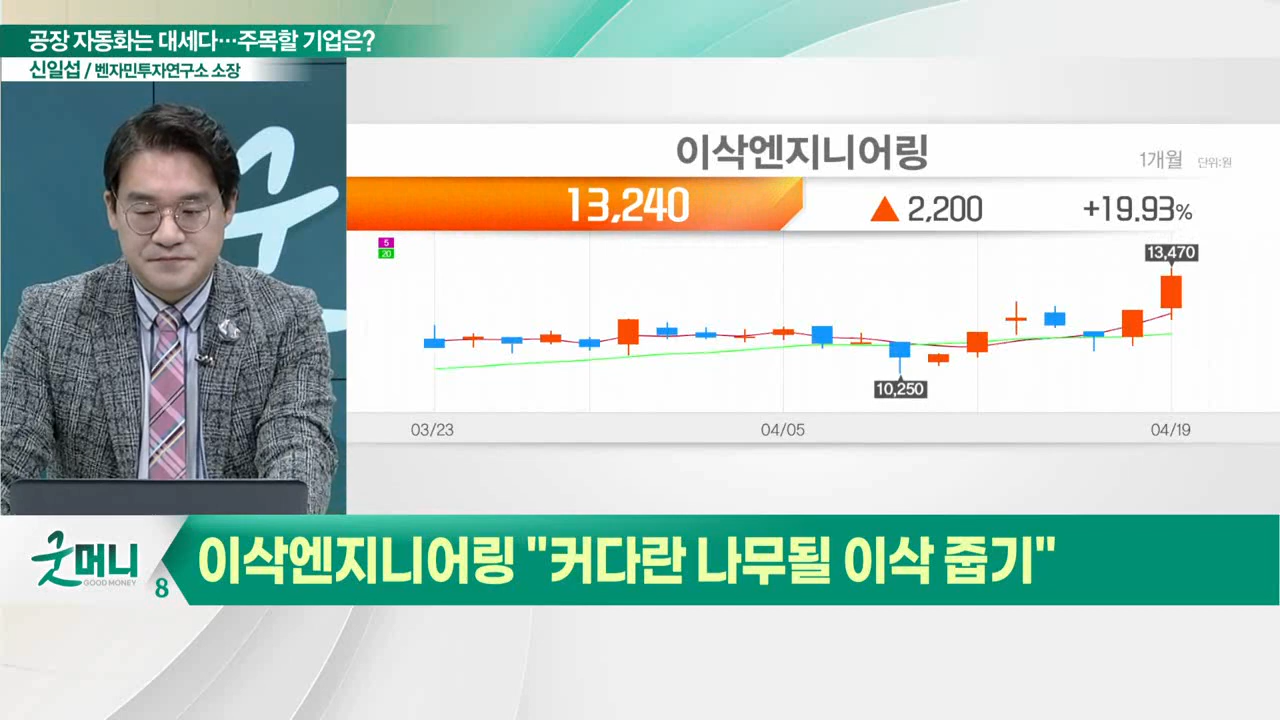 공장 자동화는 대세다…주목할 기업은?
신일섭 / 벤자민투자연구소 소장
이삭엔지니어링
1개월 단위:원
13,240 ▲ 2,200 +19.93%
5
20
13,470
10,250
03/23 04/05 04/19
굿
굿머니
GOOD MONEY
8
이삭엔지니어링 "커다란 나무될 이삭 줍기"